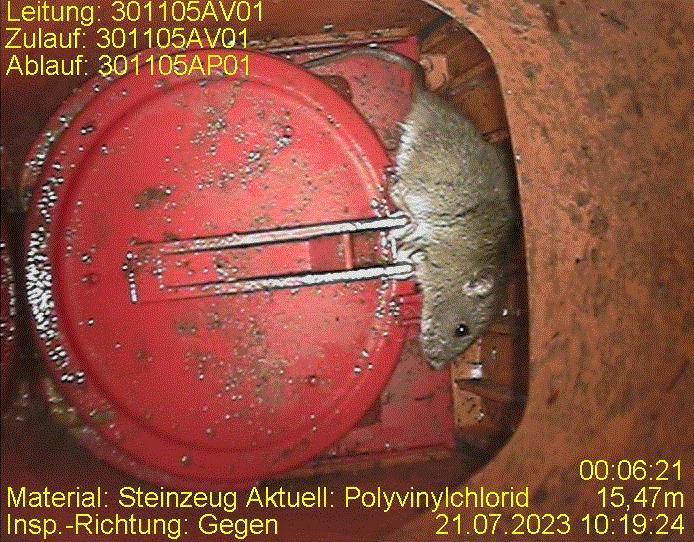 Leitung: 301105AV01
Zulauf: 301105AV01
Ablauf: 301105AP01
00:06:21
Material: Steinzeug Aktuell: Polyvinylchlorid 15,47m
Insp.-Richtung: Gegen 21.07.2023 10:19:24